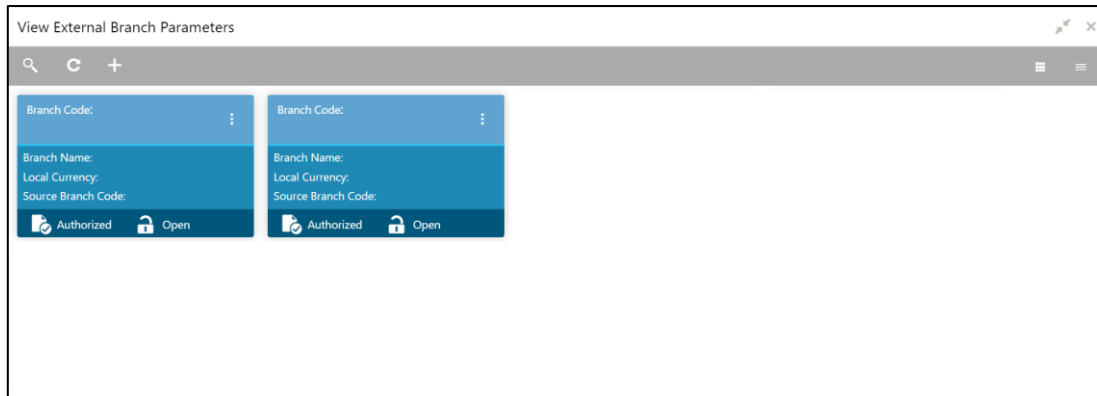 View External Branch Parameters
Branch Code:
Branch Name:
Local Currency:
Source Branch Code:
Authorized Open
Branch Code:
Branch Name:
Local Currency:
Source Branch Code:
Authorized Open